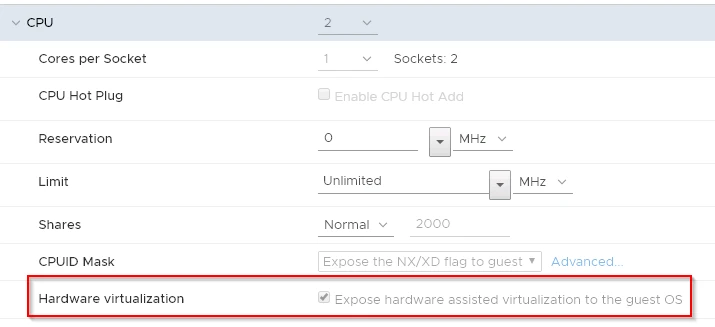 CPU 2
Cores per Socket 1 Sockets: 2
CPU Hot Plug Enable CPU Hot Add
Reservation 0 MHz
Limit Unlimited MHz
Shares Normal 2000
CPUID Mask Expose the NX/XD flag to guest Advanced...
Hardware virtualization Expose hardware assisted virtualization to the guest OS